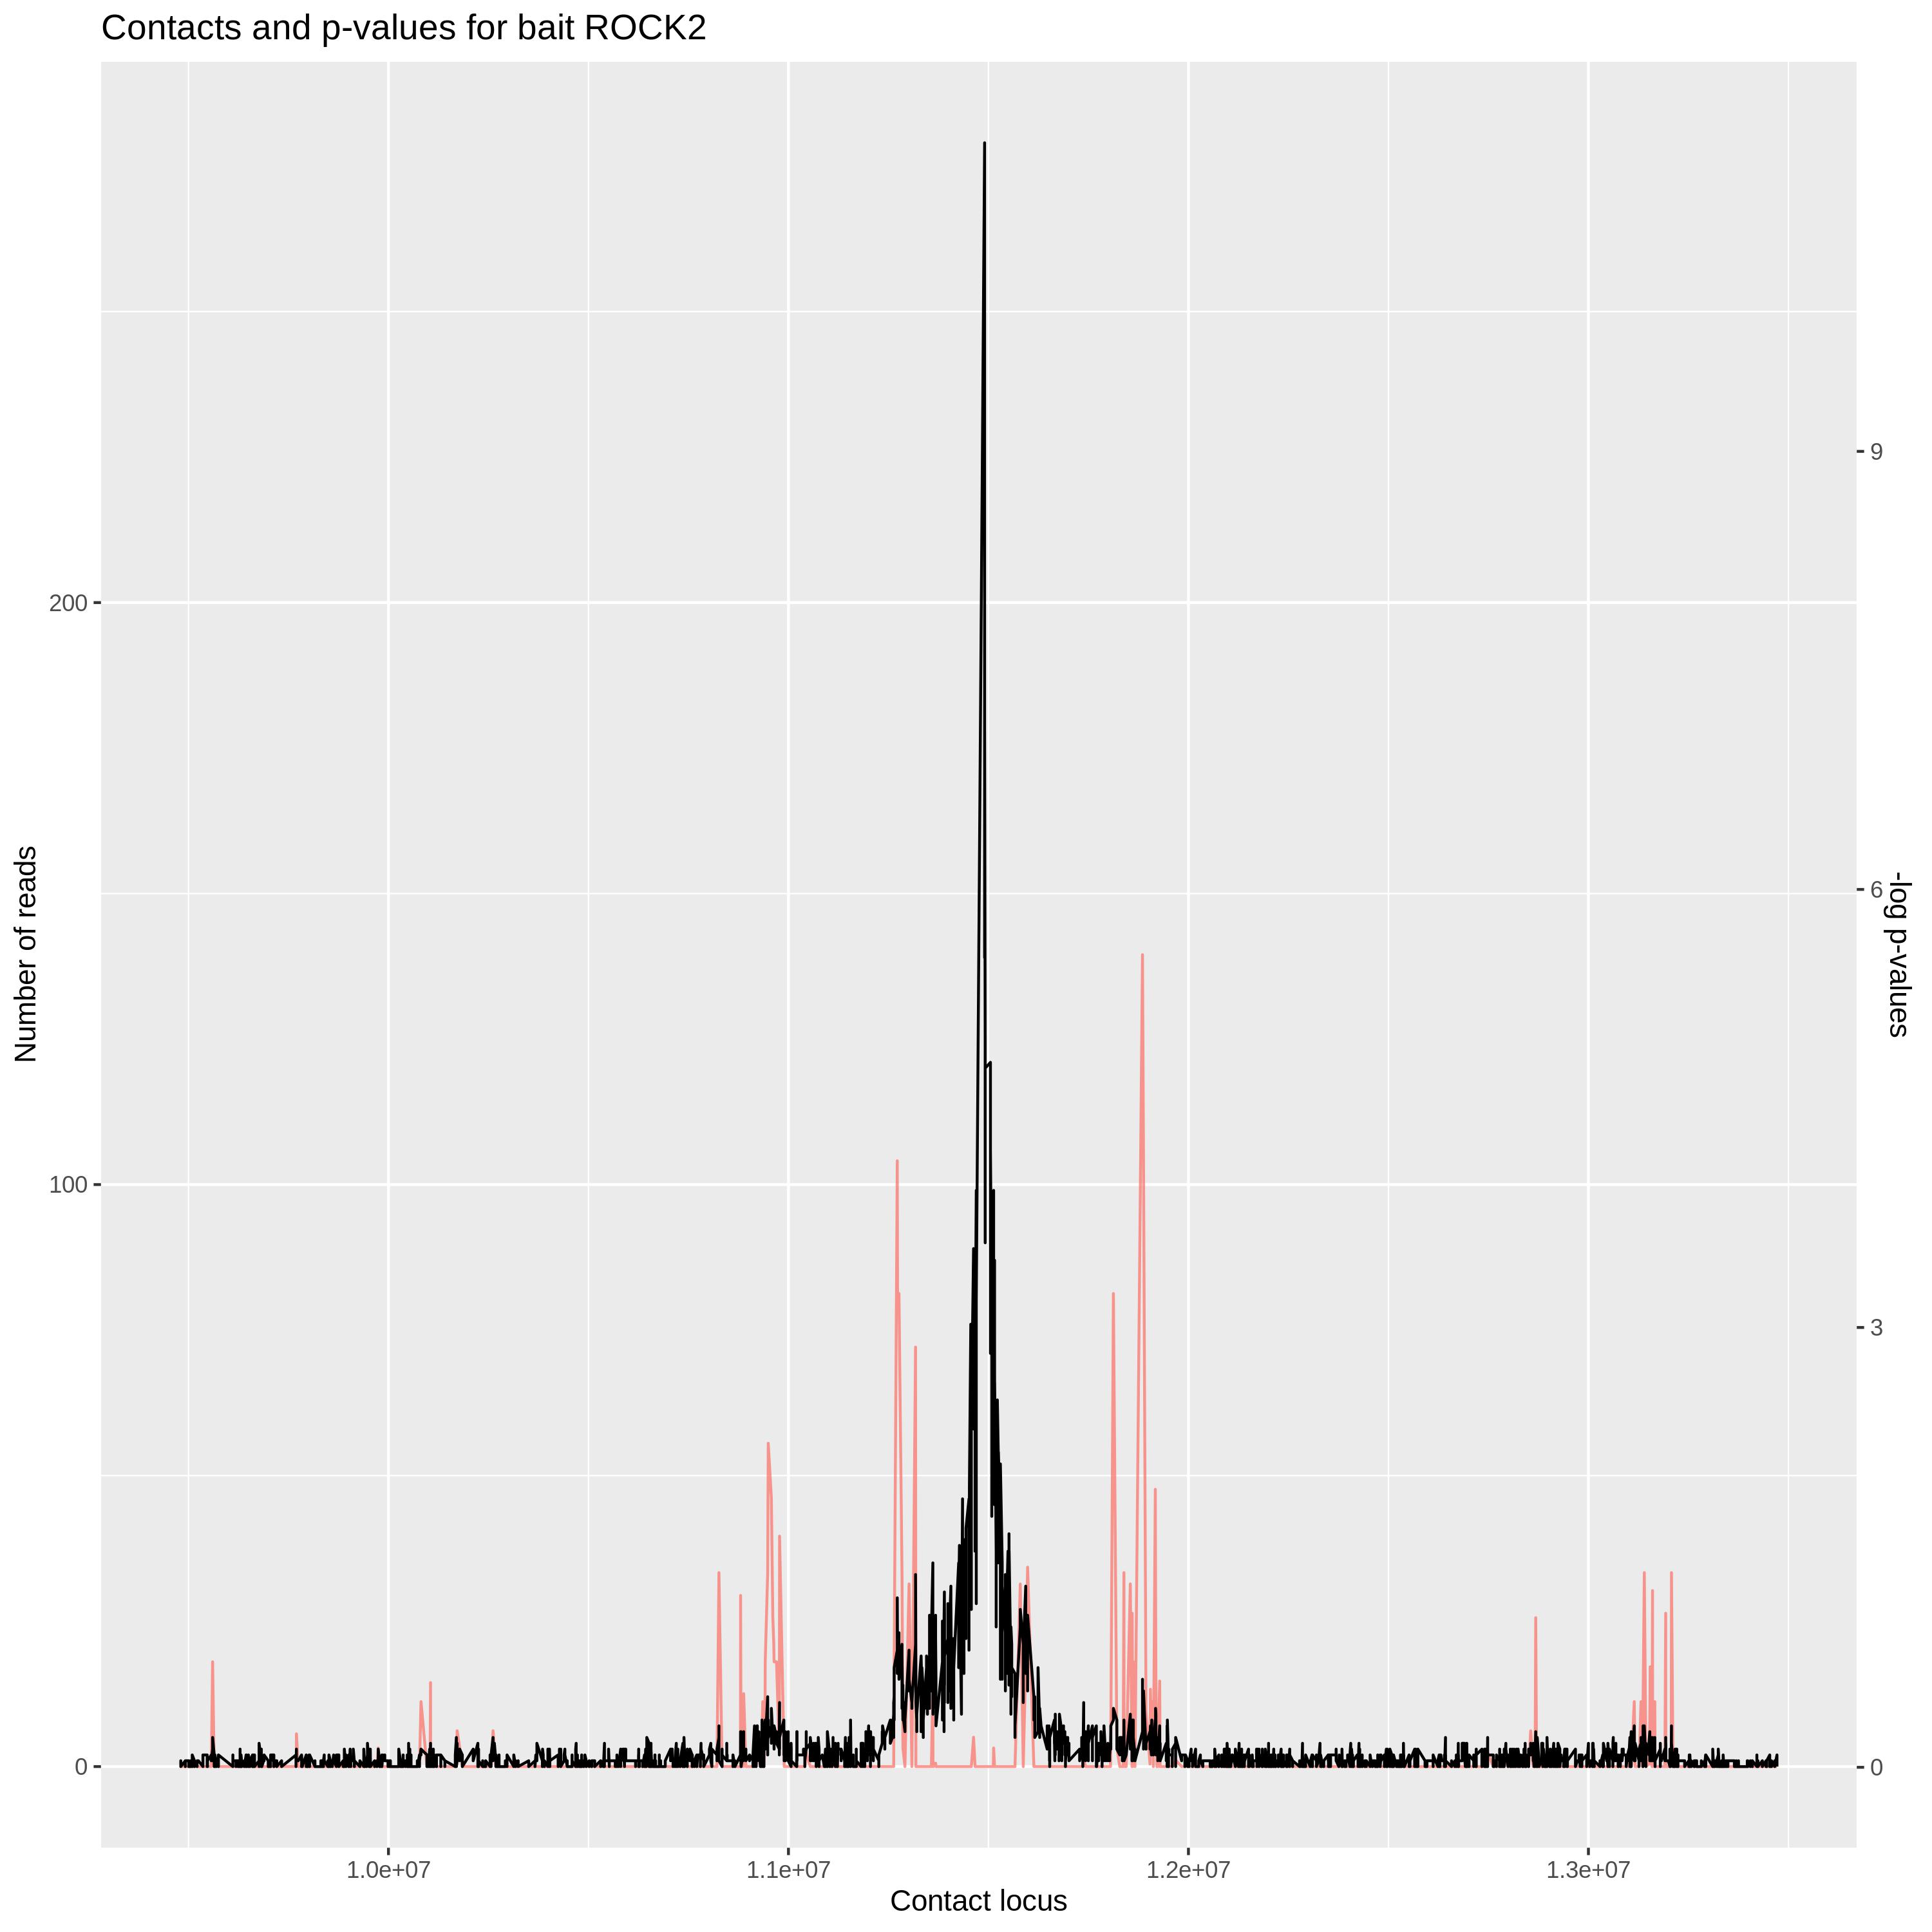 Contacts and p-values for bait ROCK2
Number of reads
200
100
0
9
6
3
0
-log p-values
1.0e+07
1.1e+07
1.2e+07
1.3e+07
Contact locus